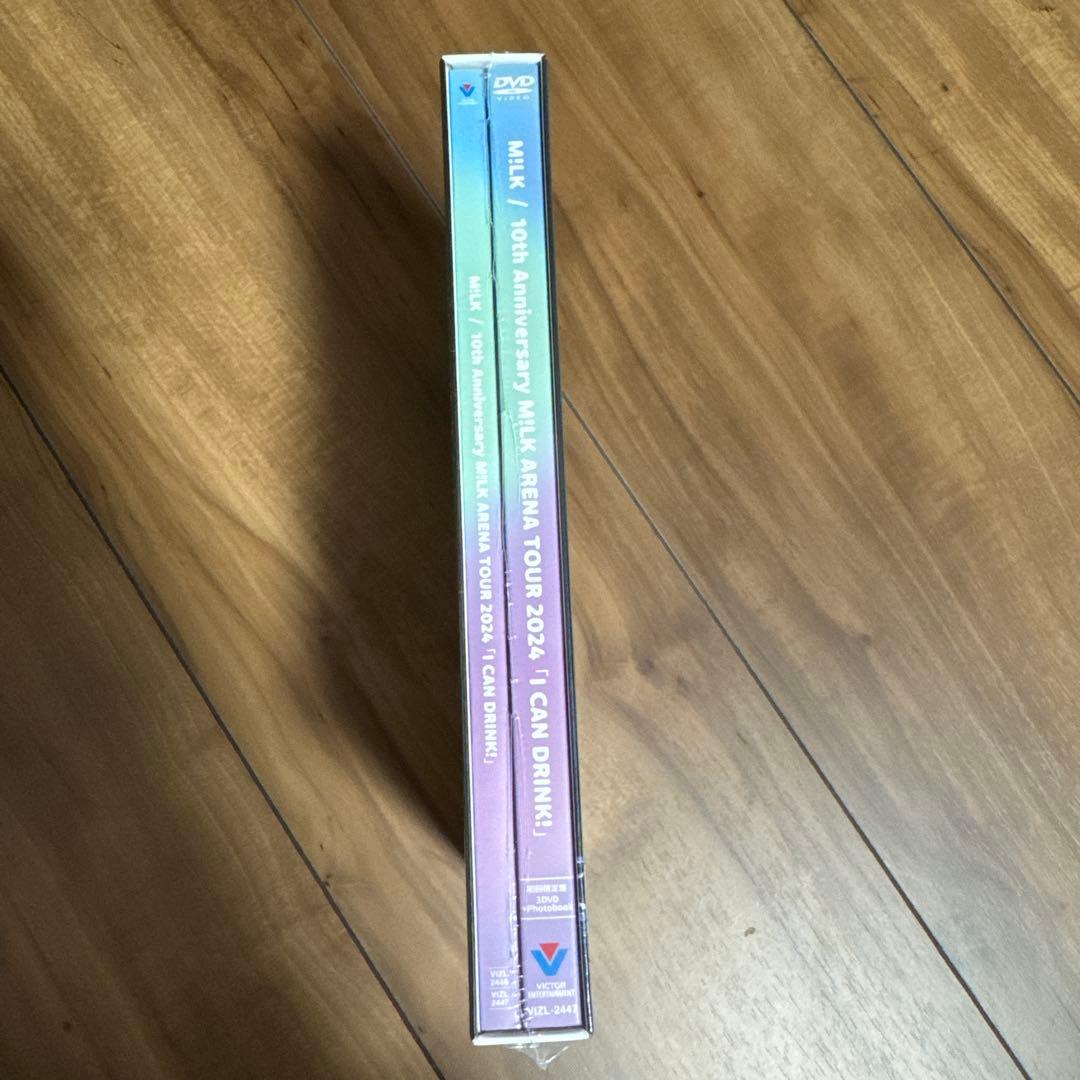 M!LK / 10th Anniversary M!LK ARENA TOUR 2024「I CAN DRINK!」
VIZL-
2446
VIZL-
2447
DVD
VIDEO
M!LK / 10th Anniversary M!LK ARENA TOUR 2024「I CAN DRINK!」
初回限定盤
3DVD
+Photobook
VICTOR
ENTERTAINMENT
VIZL-2447